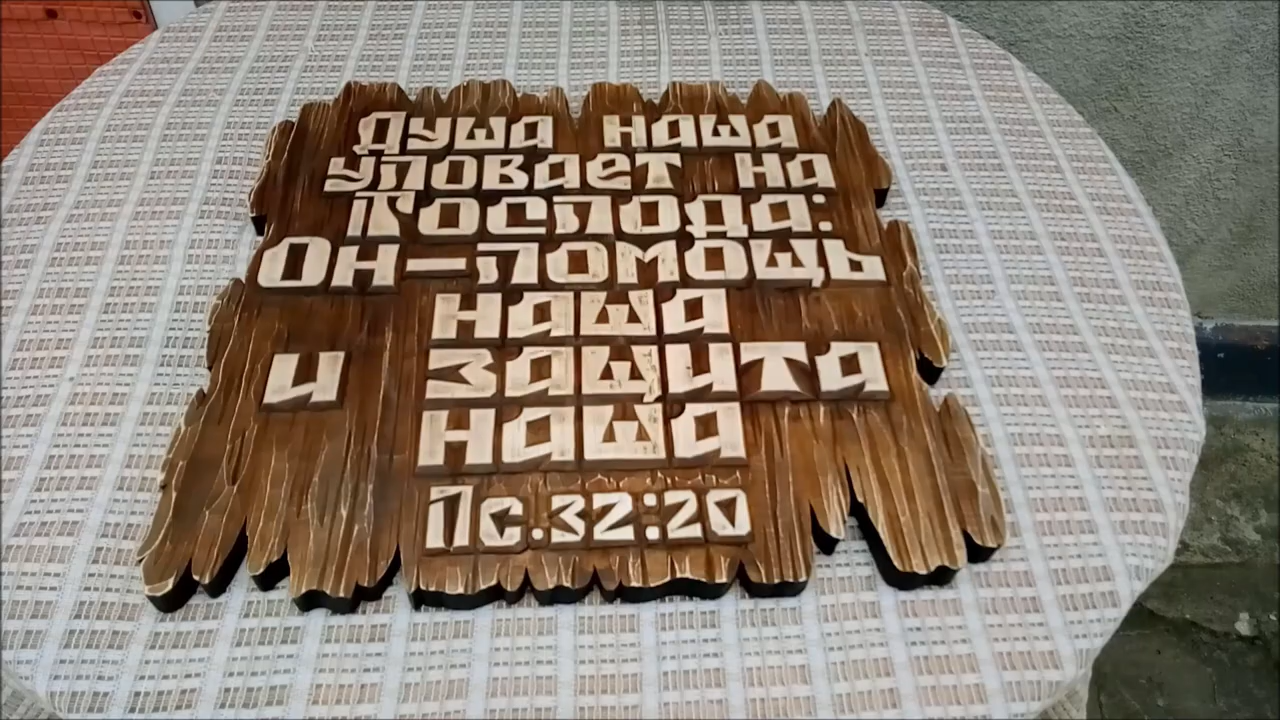 Душа наша
уповает на
Господа:
Он-помощь
наша
и защита
наша
Пс.32:20